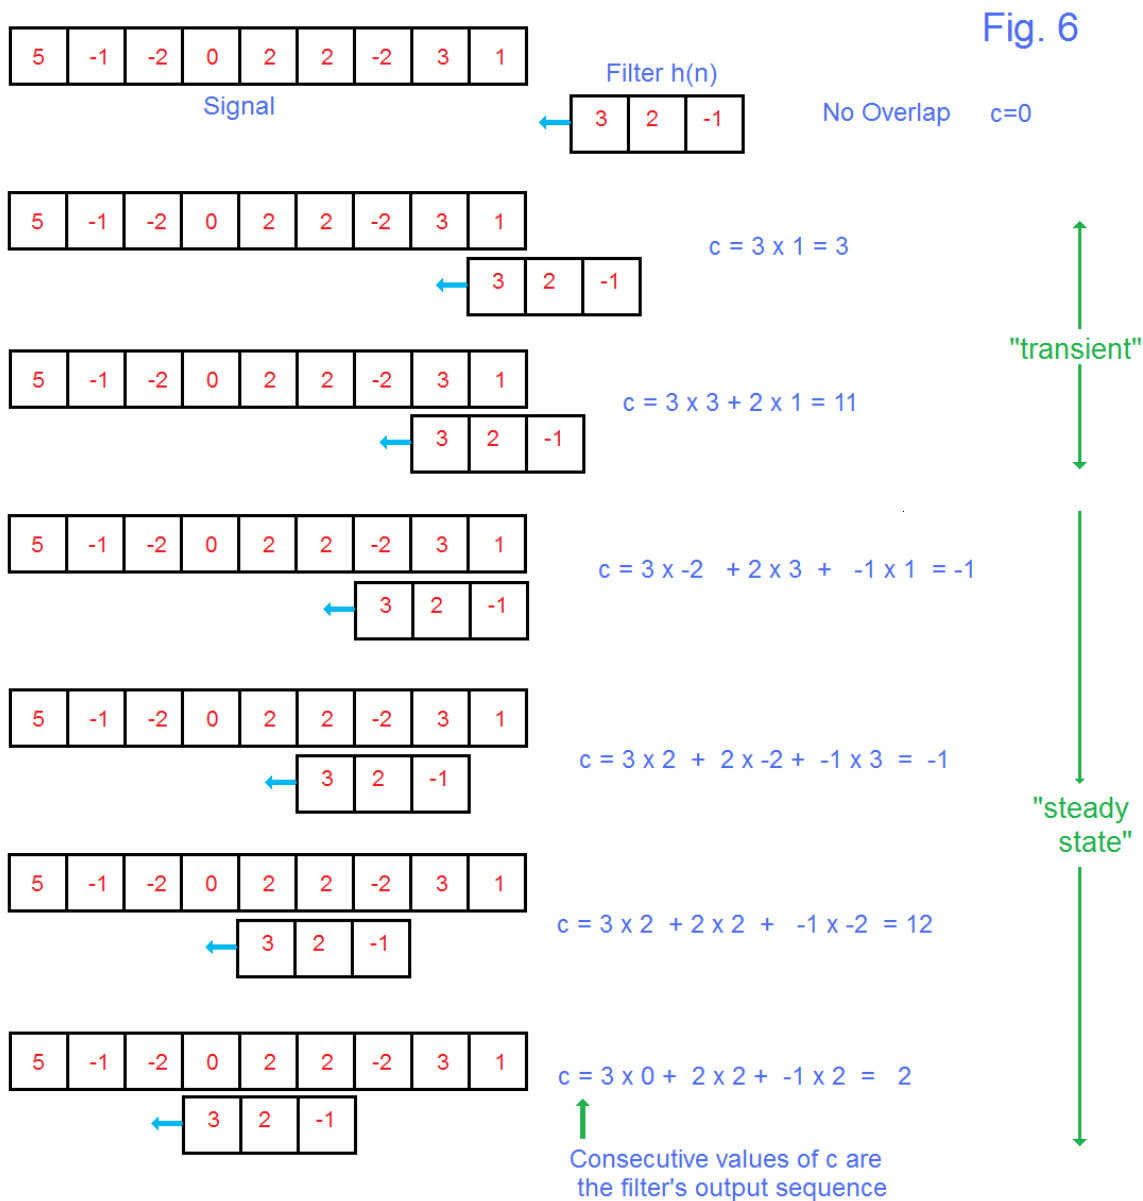 Fig. 6
5 -1 -2 0 2 2 -2 3 1
Signal
Filter h(n)
3 2 -1
No Overlap c=0
5 -1 -2 0 2 2 -2 3 1
3 2 -1
c = 3 x 1 = 3
"transient"
5 -1 -2 0 2 2 -2 3 1
3 2 -1
c = 3 x 3 + 2 x 1 = 11
5 -1 -2 0 2 2 -2 3 1
3 2 -1
c = 3 x -2 + 2 x 3 + -1 x 1 = -1
5 -1 -2 0 2 2 -2 3 1
3 2 -1
c = 3 x 2 + 2 x -2 + -1 x 3 = -1
"steady
state"
5 -1 -2 0 2 2 -2 3 1
3 2 -1
c = 3 x 2 + 2 x 2 + -1 x -2 = 12
5 -1 -2 0 2 2 -2 3 1
3 2 -1
c = 3 x 0 + 2 x 2 + -1 x 2 = 2
Consecutive values of c are
the filter's output sequence